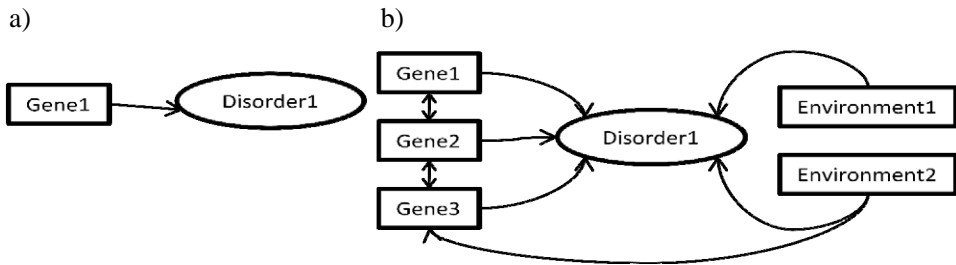 a)
b)
Gene1
Disorder1
Gene1
Gene2
Gene3
Disorder1
Environment1
Environment2